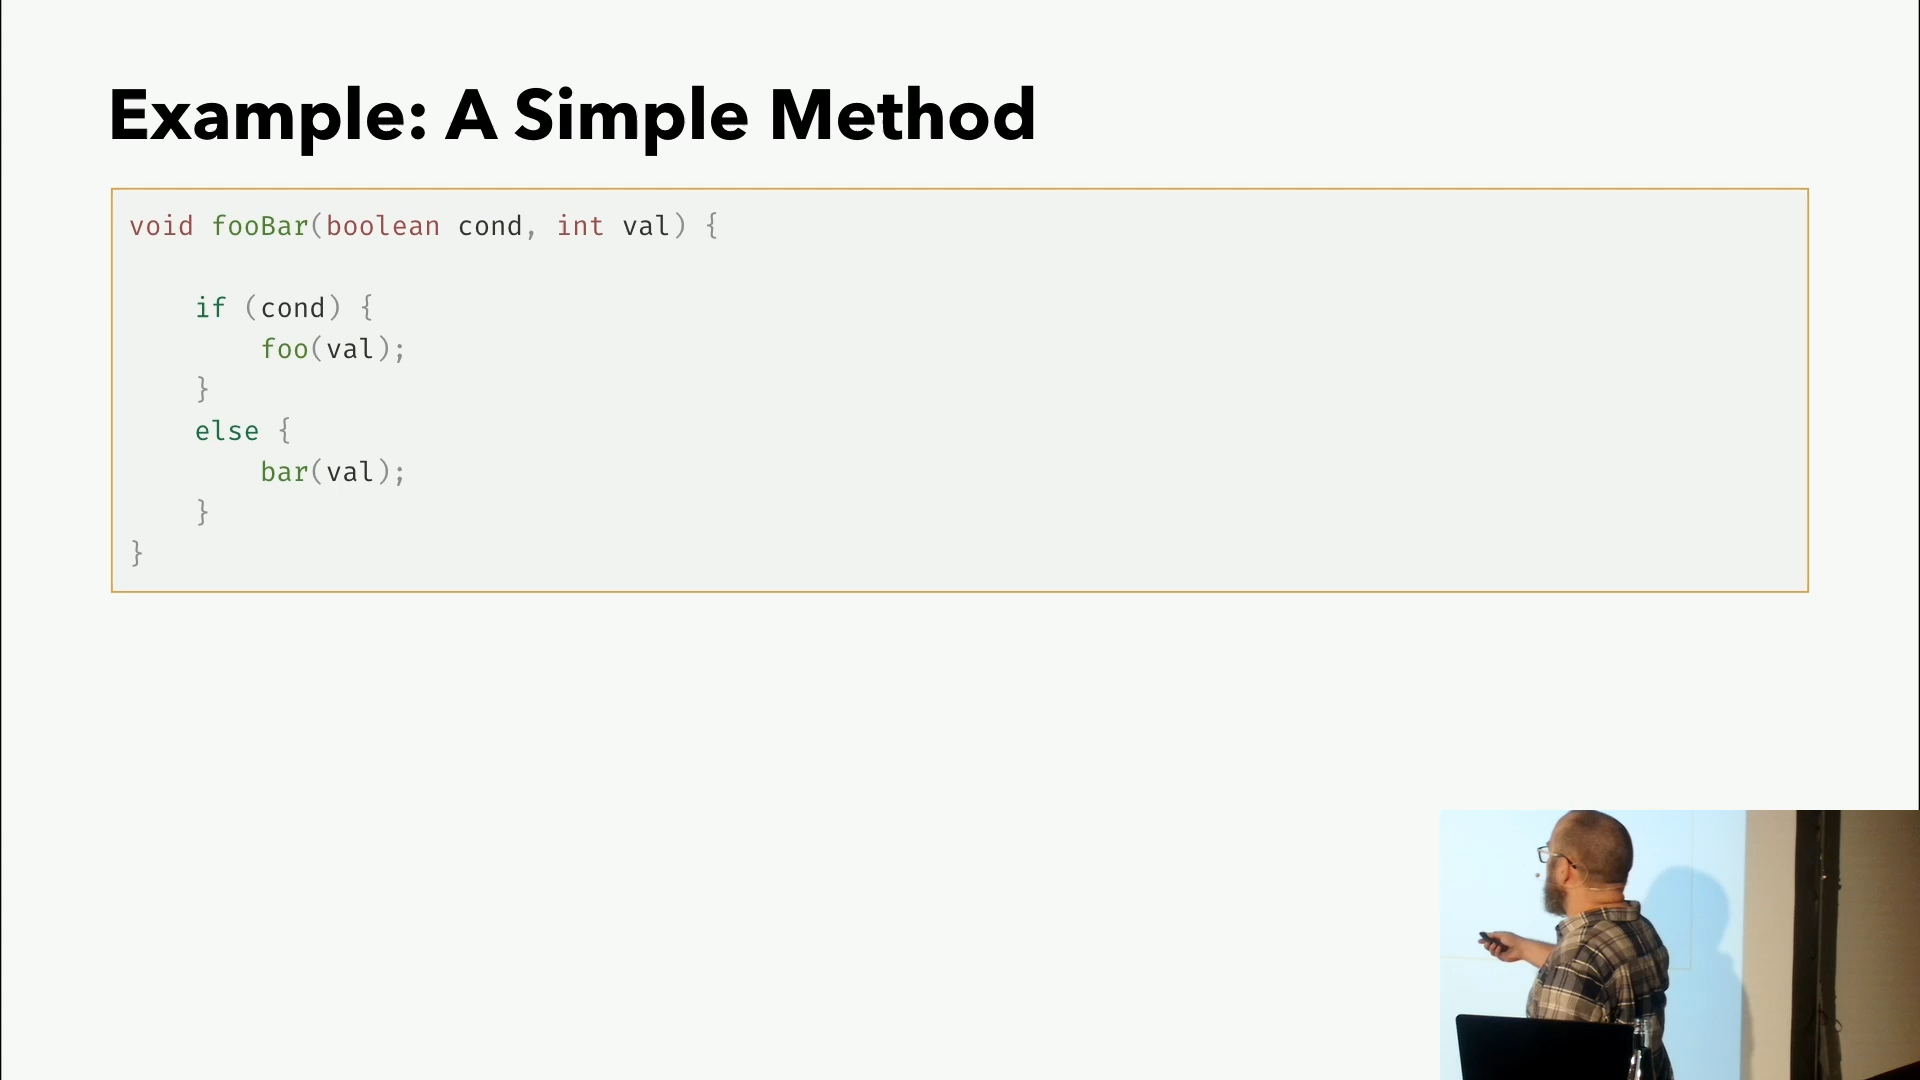 Example: A Simple Method
void fooBar(boolean cond, int val) {
    if (cond) {
        foo(val);
    }
    else {
        bar(val);
    }
}